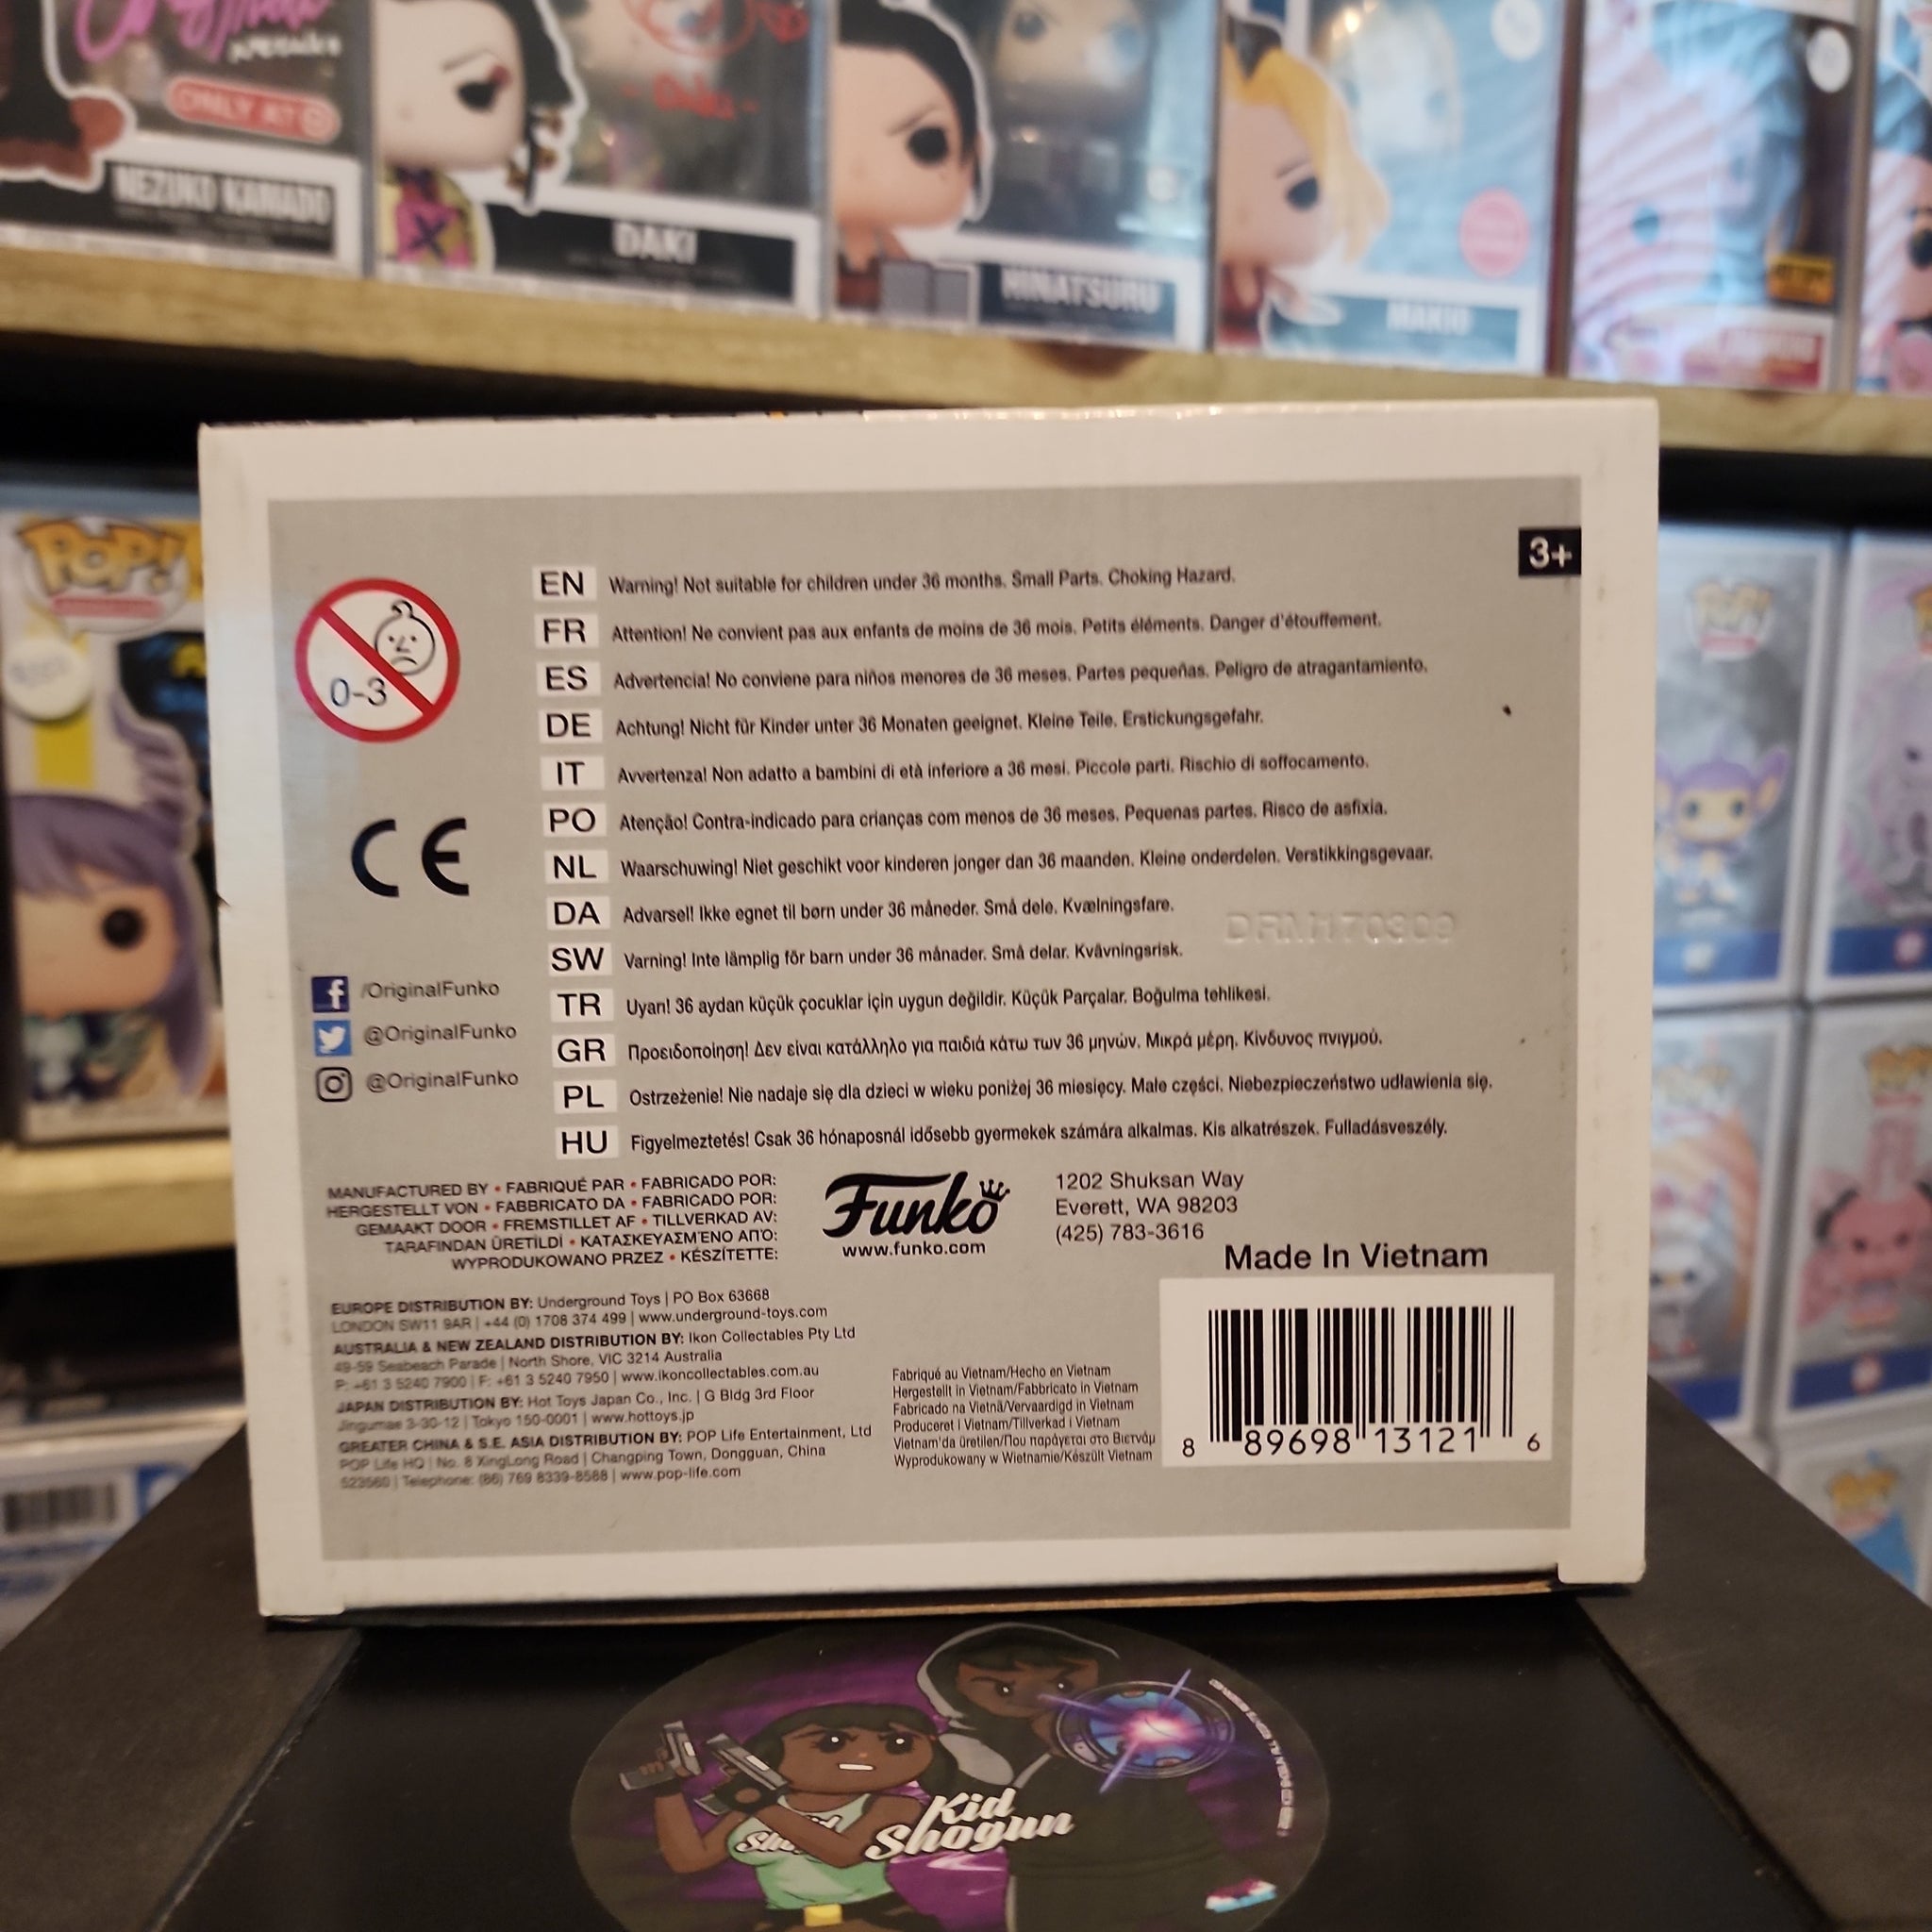 ONLY AT
NEZUKO KAMADO
DAKI
HINATSURU
MAKIO
POP!
3+
0-3
EN Warning! Not suitable for children under 36 months. Small Parts. Choking Hazard.
FR Attention! Ne convient pas aux enfants de moins de 36 mois. Petits éléments. Danger d'étouffement.
ES Advertencia! No conviene para niños menores de 36 meses. Partes pequeñas. Peligro de atragantamiento.
DE Achtung! Nicht für Kinder unter 36 Monaten geeignet. Kleine Teile. Erstickungsgefahr.
IT Avvertenza! Non adatto a bambini di età inferiore a 36 mesi. Piccole parti. Rischio di soffocamento.
PO Atenção! Contra-indicado para crianças com menos de 36 meses. Pequenas partes. Risco de asfixia.
NL Waarschuwing! Niet geschikt voor kinderen jonger dan 36 maanden. Kleine onderdelen. Verstikkingsgevaar.
DA Advarsel! Ikke egnet til børn under 36 måneder. Små dele. Kvælningsfare.
SW Varning! Inte lämplig för barn under 36 månader. Små delar. Kvävningsrisk.
TR Uyarı! 36 aydan küçük çocuklar için uygun değildir. Küçük Parçalar. Boğulma tehlikesi.
GR Προειδοποίηση! Δεν είναι κατάλληλο για παιδιά κάτω των 36 μηνών. Μικρά μέρη. Κίνδυνος πνιγμού.
PL Ostrzeżenie! Nie nadaje się dla dzieci w wieku poniżej 36 miesięcy. Małe części. Niebezpieczeństwo udławienia się.
HU Figyelmeztetés! Csak 36 hónaposnál idősebb gyermekek számára alkalmas. Kis alkatrészek. Fulladásveszély.
CE
DRM170309
/OriginalFunko
@OriginalFunko
@OriginalFunko
MANUFACTURED BY • FABRIQUÉ PAR • FABRICADO POR:
HERGESTELLT VON • FABBRICATO DA • FABRICADO POR:
GEMAAKT DOOR • FREMSTILLET AF • TILLVERKAD AV:
TARAFINDAN ÜRETİLDİ • ΚΑΤΑΣΚΕΥΑΣΜΈΝΟ ΑΠΌ:
WYPRODUKOWANO PRZEZ • KÉSZÍTETTE:
Funko
www.funko.com
1202 Shuksan Way
Everett, WA 98203
(425) 783-3616
Made In Vietnam
EUROPE DISTRIBUTION BY: Underground Toys | PO Box 63668
LONDON SW11 9AR | +44 (0) 1708 374 499 | www.underground-toys.com
AUSTRALIA & NEW ZEALAND DISTRIBUTION BY: Ikon Collectables Pty Ltd
49-59 Seabeach Parade | North Shore, VIC 3214 Australia
P: +61 3 5240 7900 | F: +61 3 5240 7950 | www.ikoncollectables.com.au
JAPAN DISTRIBUTION BY: Hot Toys Japan Co., Inc. | G Bldg 3rd Floor
Jingumae 3-30-12 | Tokyo 150-0001 | www.hottoys.jp
GREATER CHINA & S.E. ASIA DISTRIBUTION BY: POP Life Entertainment, Ltd
POP Life HQ | No. 8 XingLong Road | Changping Town, Dongguan, China
523560 | Telephone: (86) 769 8339-8588 | www.pop-life.com
Fabriqué au Vietnam/Hecho en Vietnam
Hergestellt in Vietnam/Fabbricato in Vietnam
Fabricado na Vietnã/Vervaardigd in Vietnam
Produceret i Vietnam/Tillverkad i Vietnam
Vietnam'da üretilen/Που παράγεται στο Βιετνάμ
Wyprodukowany w Wietnamie/Készült Vietnam
8 89698 13121 6
Kid
Shogun